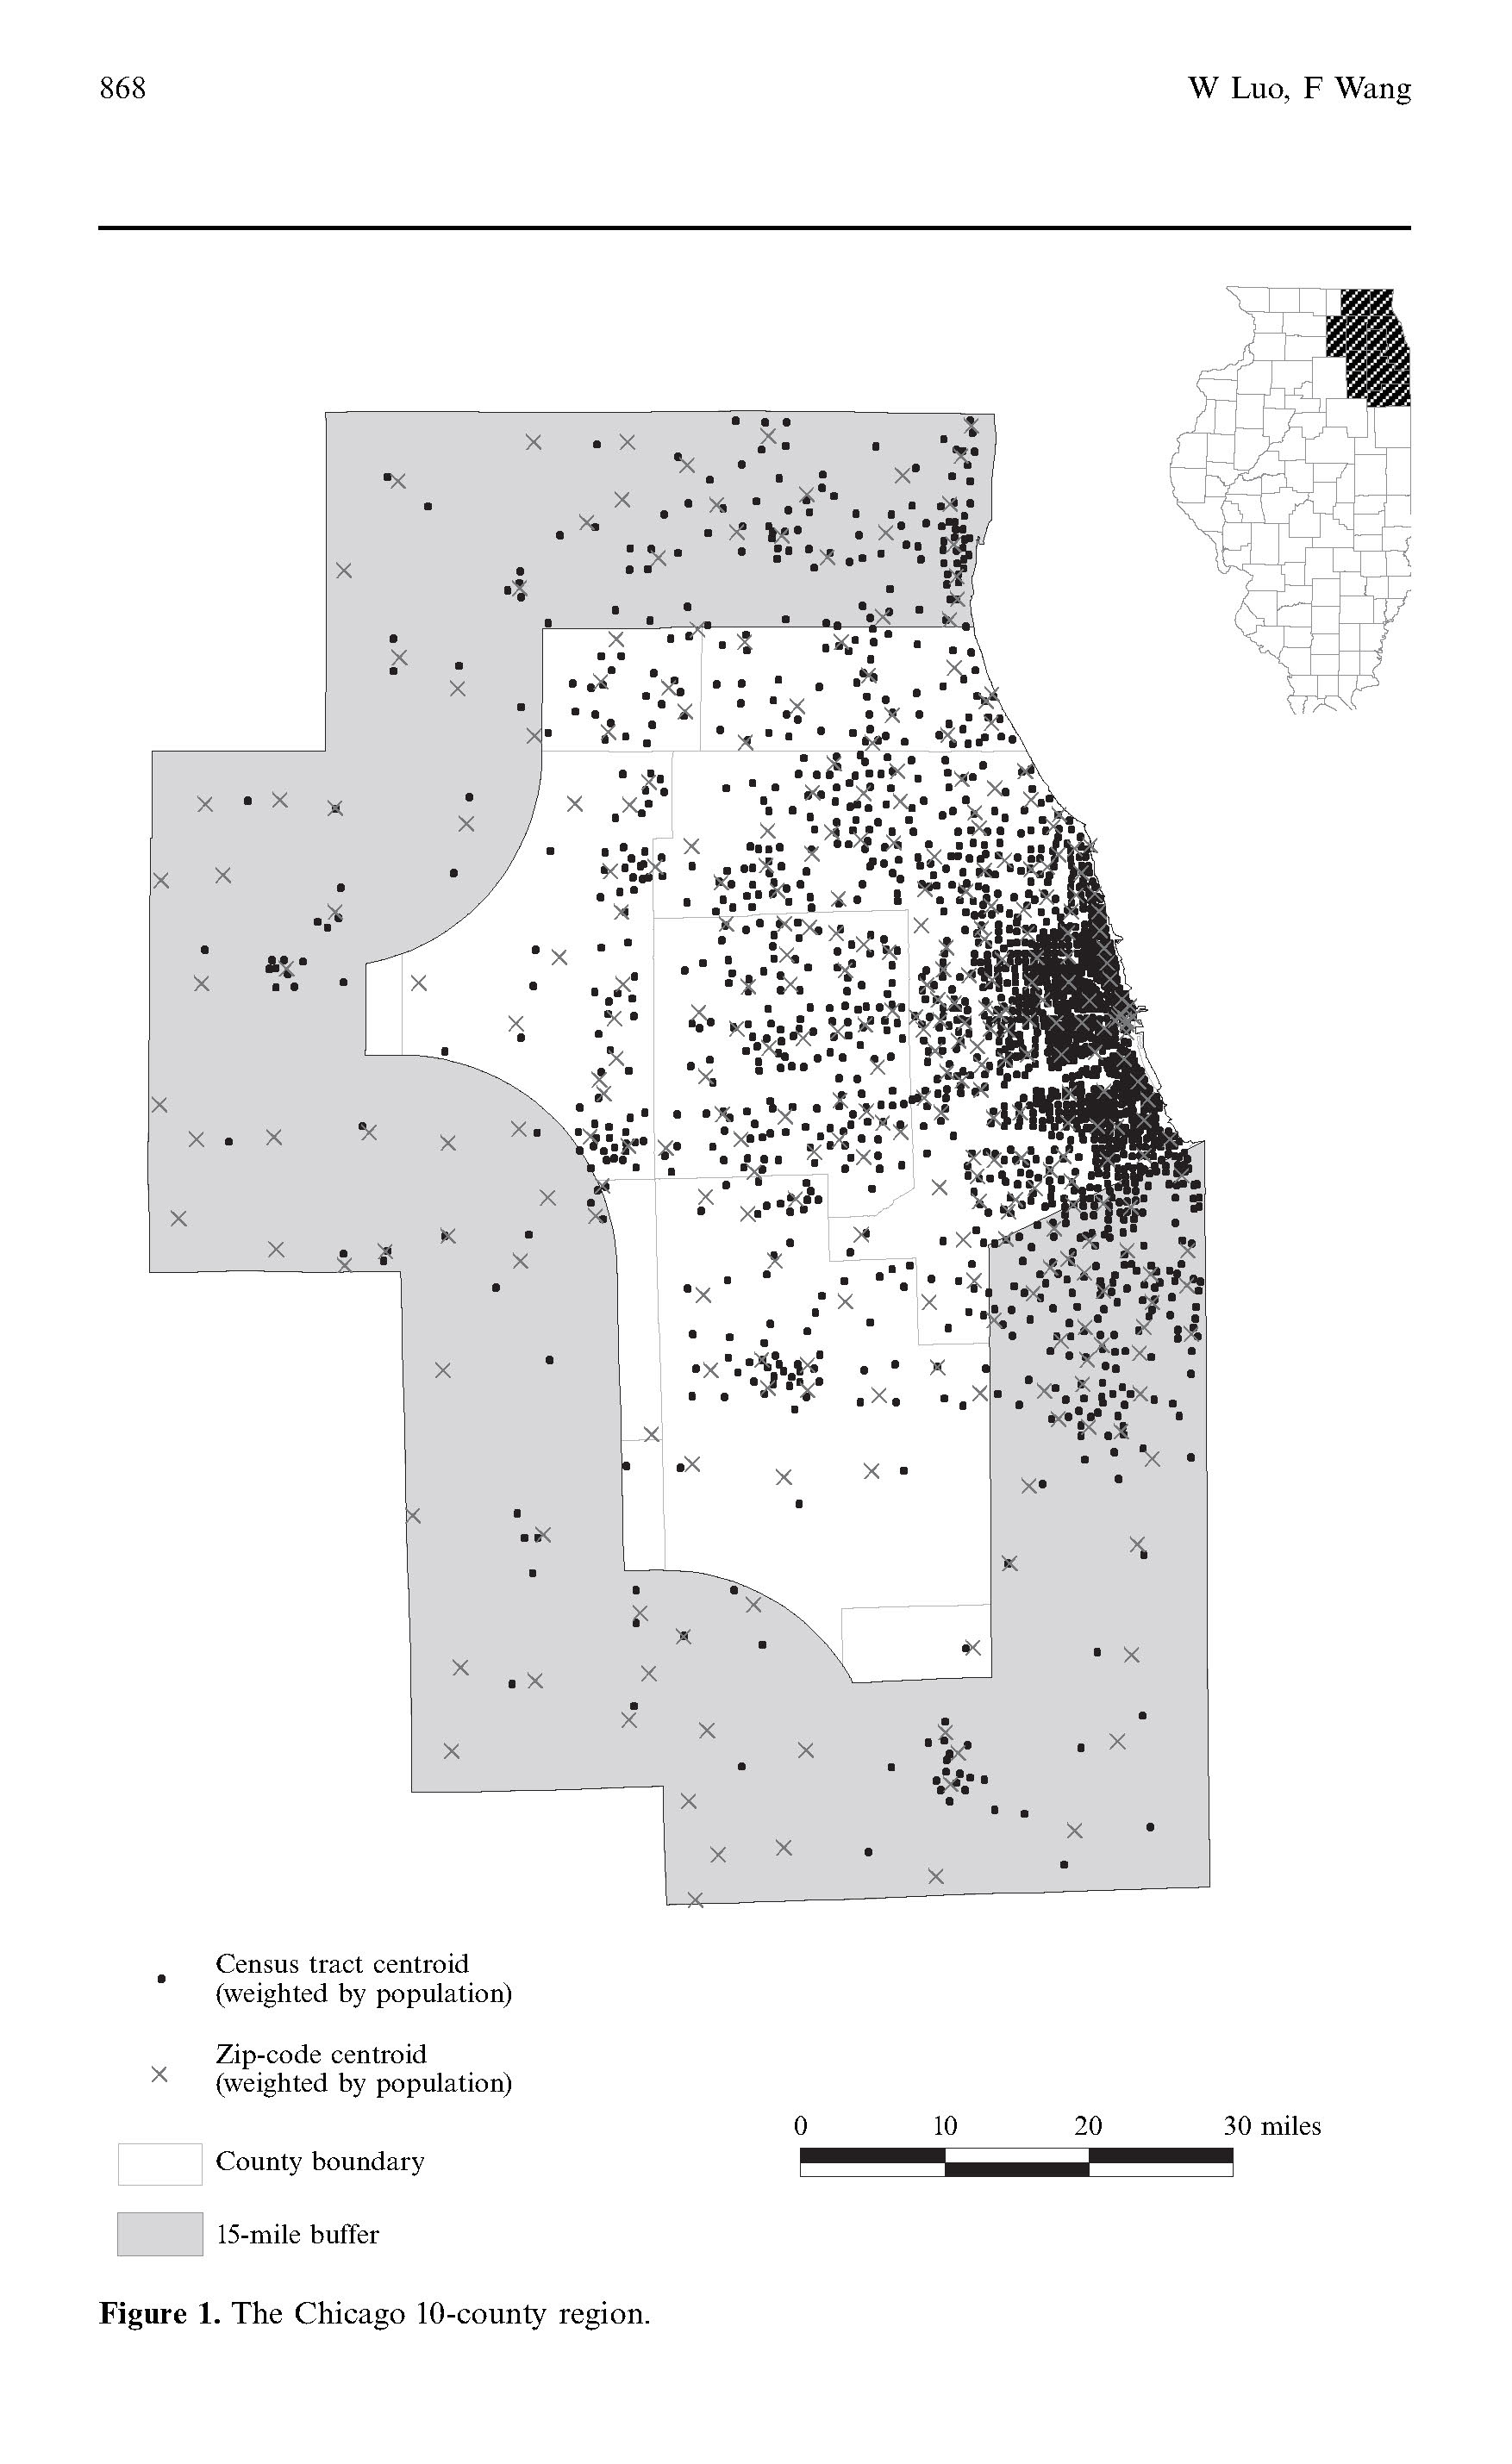 868
W Luo, F Wang
Census tract centroid
(weighted by population)
Zip-code centroid
(weighted by population)
0 10 20 30 miles
County boundary
15-mile buffer
Figure 1. The Chicago 10-county region.